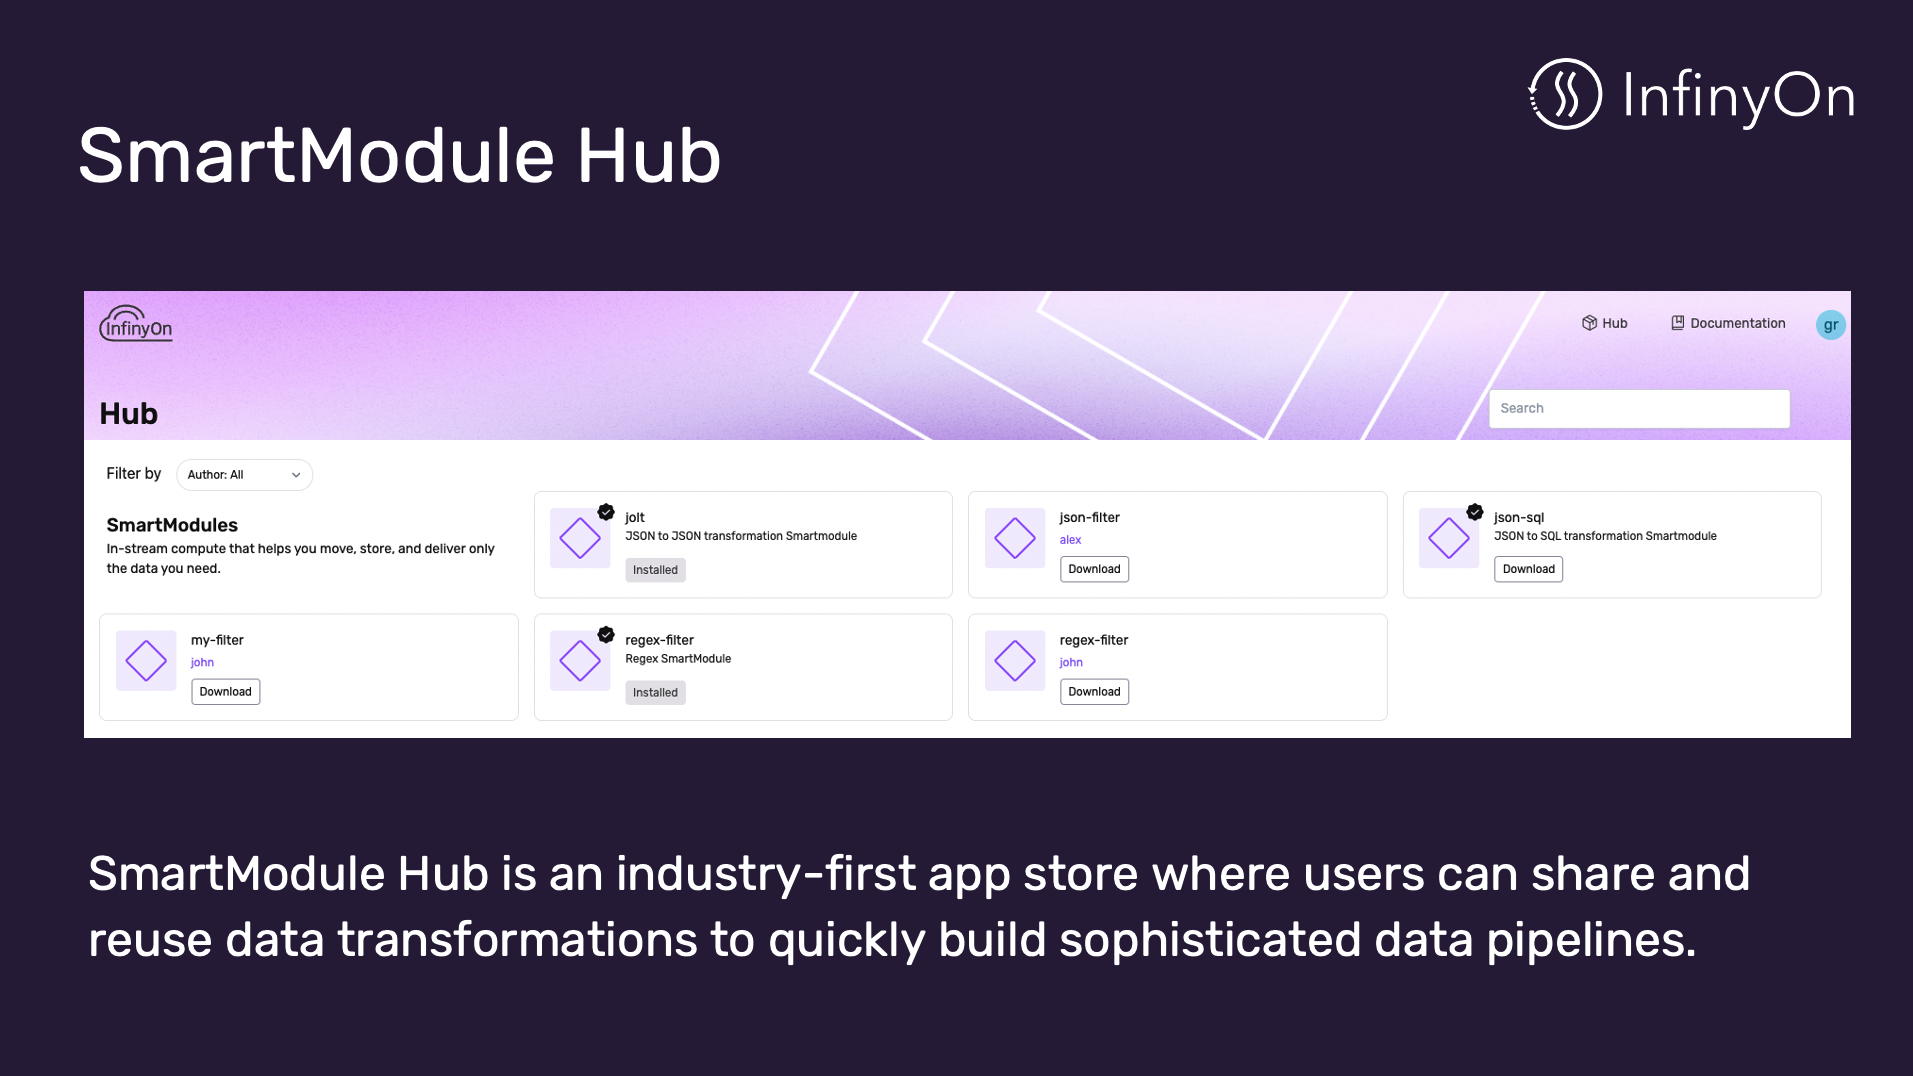 InfinyOn
SmartModule Hub
InfinyOn
Hub
Documentation
gr
Hub
Search
Filter by
Author: All
SmartModules
In-stream compute that helps you move, store, and deliver only
the data you need.
jolt
JSON to JSON transformation Smartmodule
Installed
json-filter
alex
Download
json-sql
JSON to SQL transformation Smartmodule
Download
my-filter
john
Download
regex-filter
Regex SmartModule
Installed
regex-filter
john
Download
SmartModule Hub is an industry-first app store where users can share and
reuse data transformations to quickly build sophisticated data pipelines.